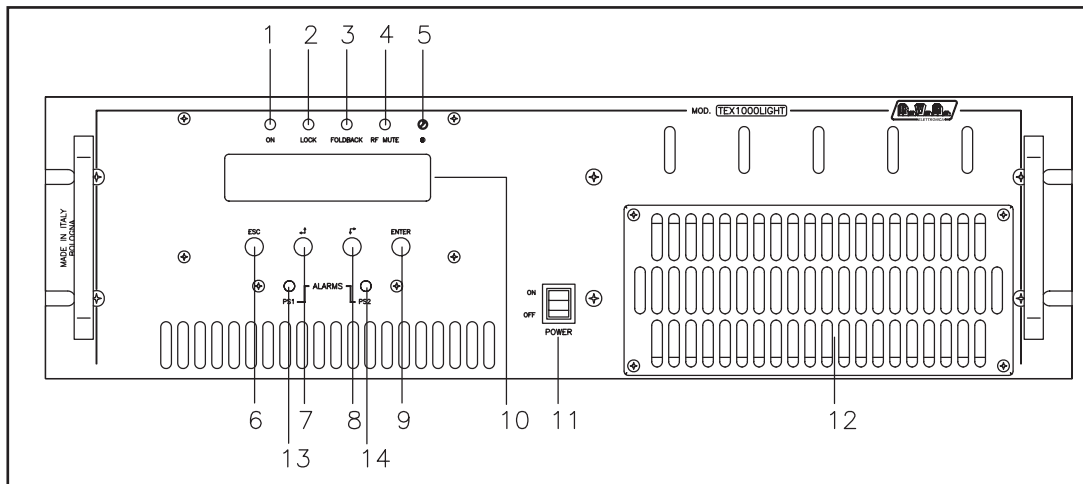 1 2 3 4 5
MOD. TEX1000LIGHT
R.V.R.
ELETTRONICA
ON LOCK FOLDBACK RF MUTE
MADE IN ITALY
BOLOGNA
ESC ENTER
ALARMS
PS1 PS2
ON
OFF
POWER
6 7 8 9 10 11 12
13 14